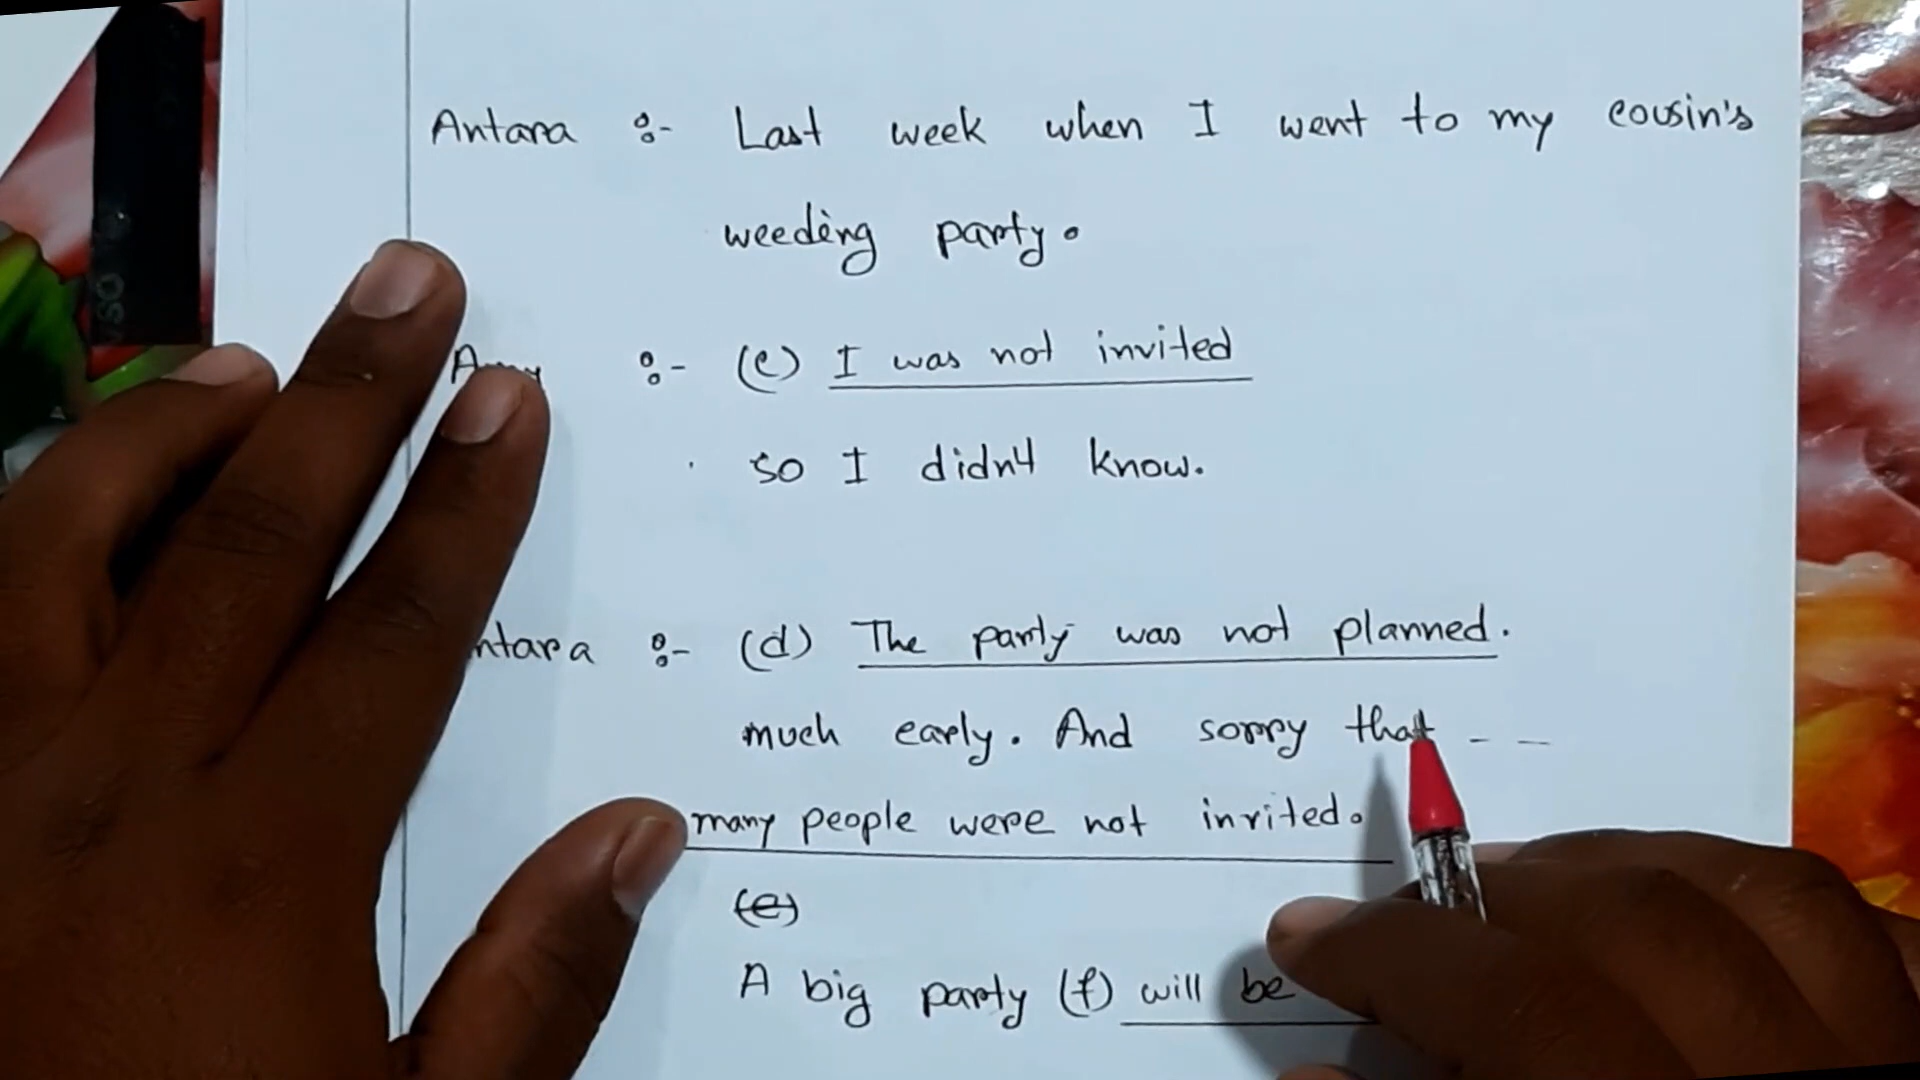 Antara :- Last week when I went to my cousin's
weeding party.
:- (c) I was not invited
so I didn't know.
ntara :- (d) The party was not planned.
much early. And sorry that - -
many people were not invited.
(e)
A big party (f) will be